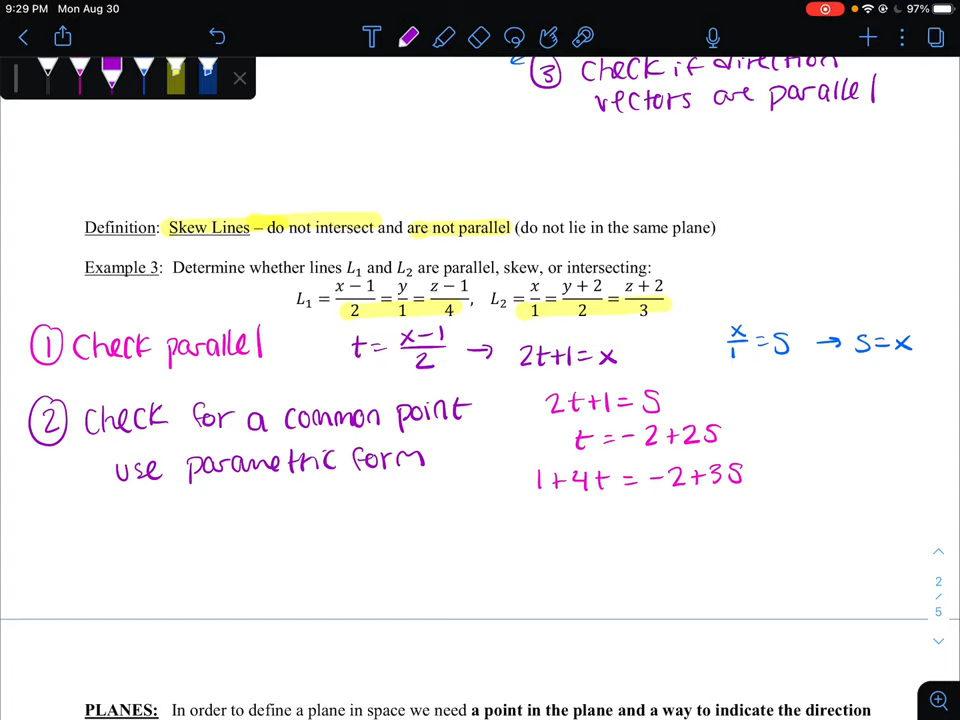 9:29 PM Mon Aug 30
97%
③ Check if direction
vectors are parallel
Definition: Skew Lines – do not intersect and are not parallel (do not lie in the same plane)
Example 3: Determine whether lines L₁ and L₂ are parallel, skew, or intersecting:
L₁ = (x − 1)/2 = y/1 = (z − 1)/4, L₂ = x/1 = (y + 2)/2 = (z + 2)/3
① Check parallel
t = (x−1)/2 → 2t+1 = x
x/1 = S → S = x
② Check for a common point
use parametric form
2t+1 = S
t = −2+2S
1+4t = −2+3S
2
/
5
PLANES: In order to define a plane in space we need a point in the plane and a way to indicate the direction